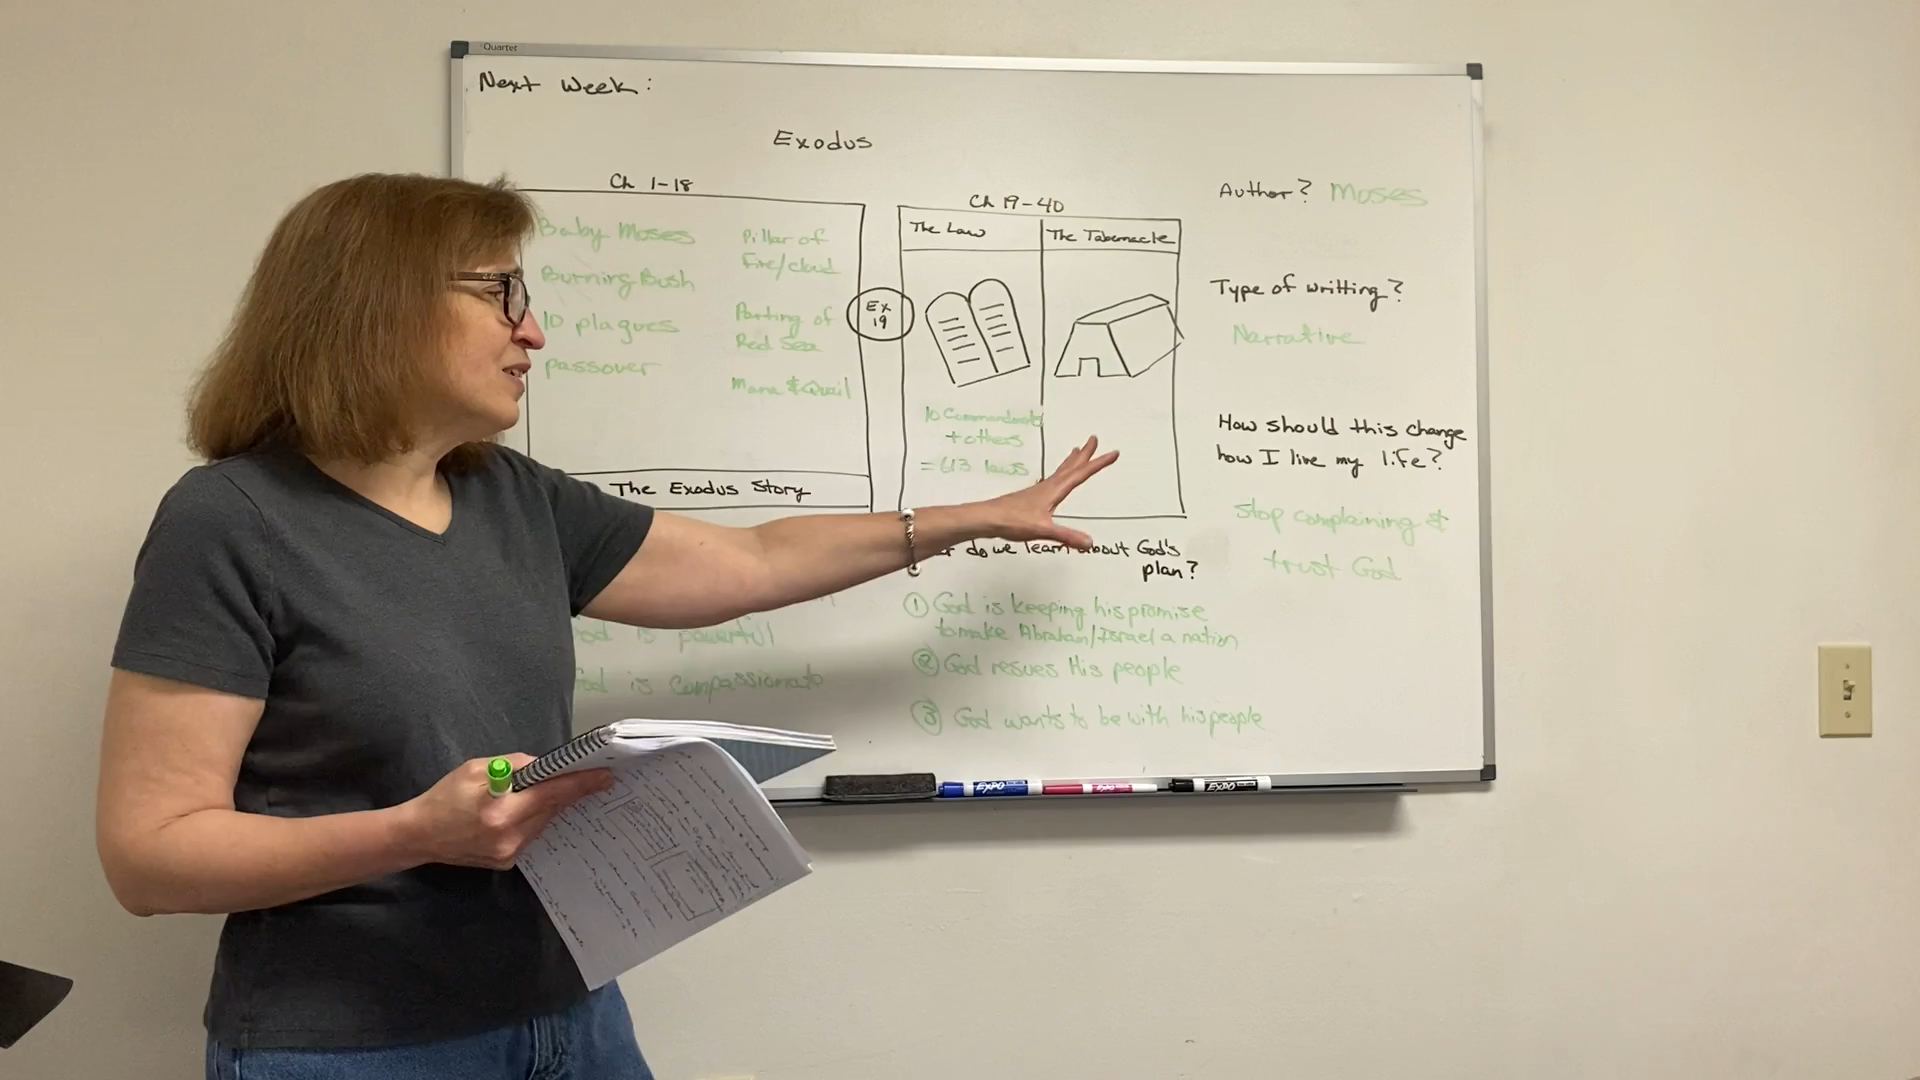 Quartet
Next Week:
Exodus
Ch 1-18
Baby Moses
Burning Bush
10 plagues
passover
Pillar of
Fire/cloud
Parting of
Red Sea
Mana & Quail
The Exodus Story
Ex
19
Ch 19-40
The Law
The Tabernacle
10 Commandments
+ others
= 613 laws
do we learn about God's
plan?
① God is keeping his promise
to make Abraham/Israel a nation
② God resues His people
③ God wants to be with his people
God is powerful
God is compassionate
Author? Moses
Type of writting?
Narrative
How should this change
how I live my life?
Stop complaining &
trust God
EXPO
EXPO
EXPO